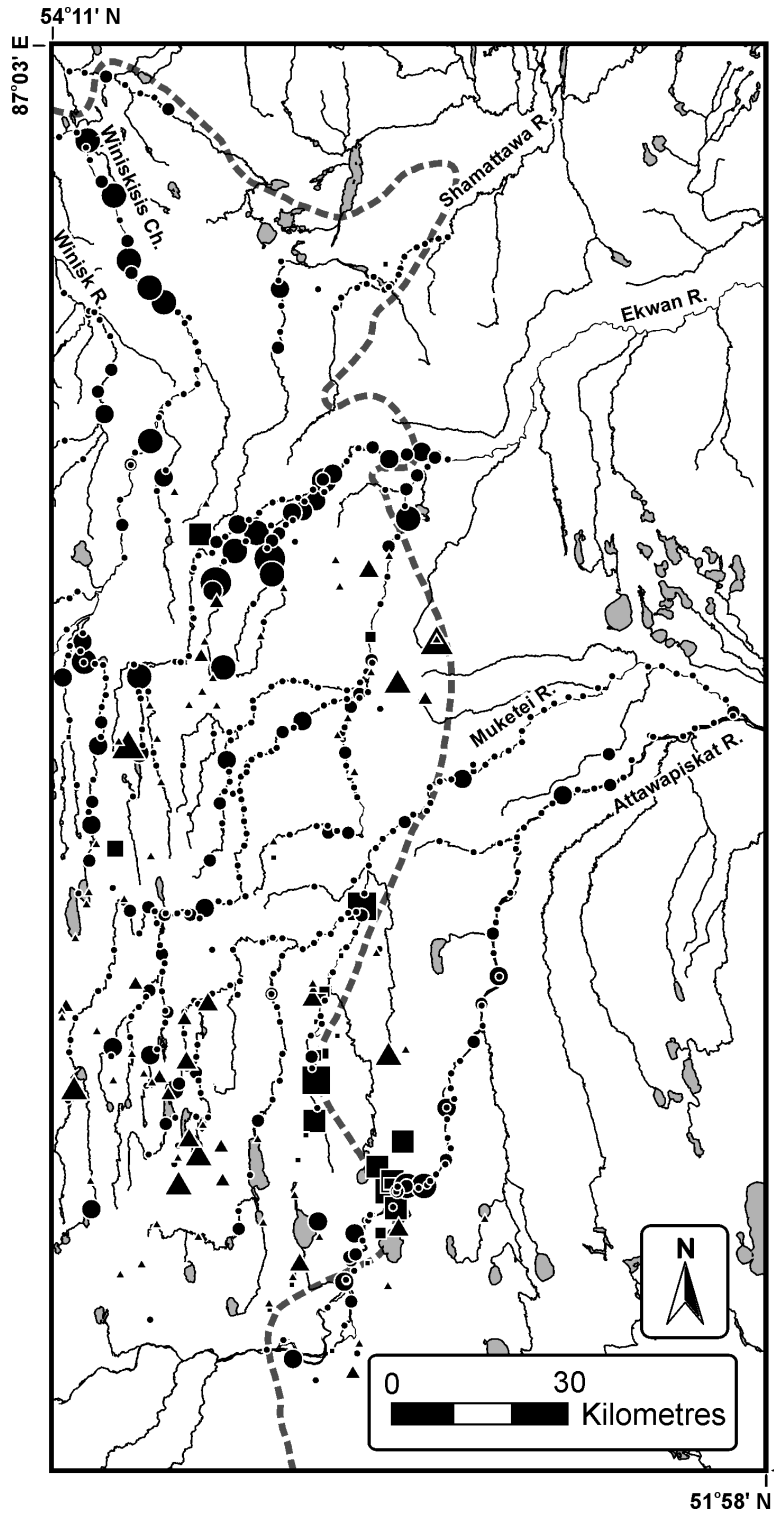 54°11' N
87°03' E
Winiskisis Ch.
Shamattawa R.
Winisk R.
Ekwan R.
Muketei R.
Attawapiskat R.
N
0 30
Kilometres
51°58' N